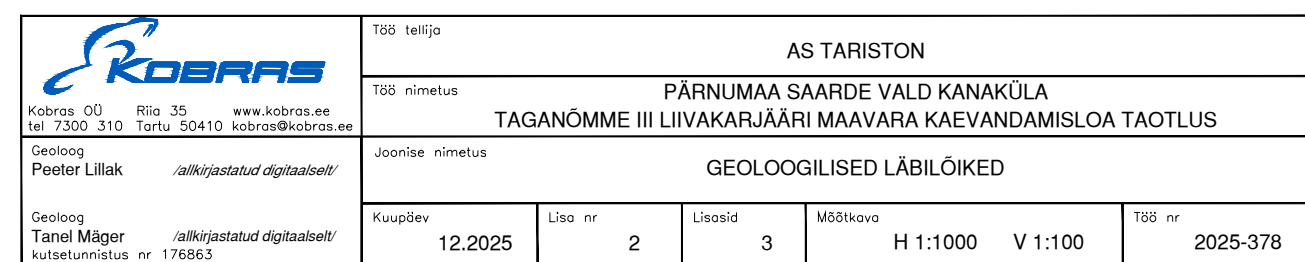 KOBRAS
Kobras OÜ Riia 35 www.kobras.ee
tel 7300 310 Tartu 50410 kobras@kobras.ee
Töö tellija
AS TARISTON
Töö nimetus
PÄRNUMAA SAARDE VALD KANAKÜLA
TAGANÕMME III LIIVAKARJÄÄRI MAAVARA KAEVANDAMISLOA TAOTLUS
Geoloog
Peeter Lillak /allkirjastatud digitaalselt/
Joonise nimetus
GEOLOOGILISED LÄBILÕIKED
Geoloog
Tanel Mäger /allkirjastatud digitaalselt/
kutsetunnistus nr 176863
Kuupäev
12.2025
Lisa nr
2
Lisasid
3
Mõõtkava
H 1:1000 V 1:100
Töö nr
2025-378